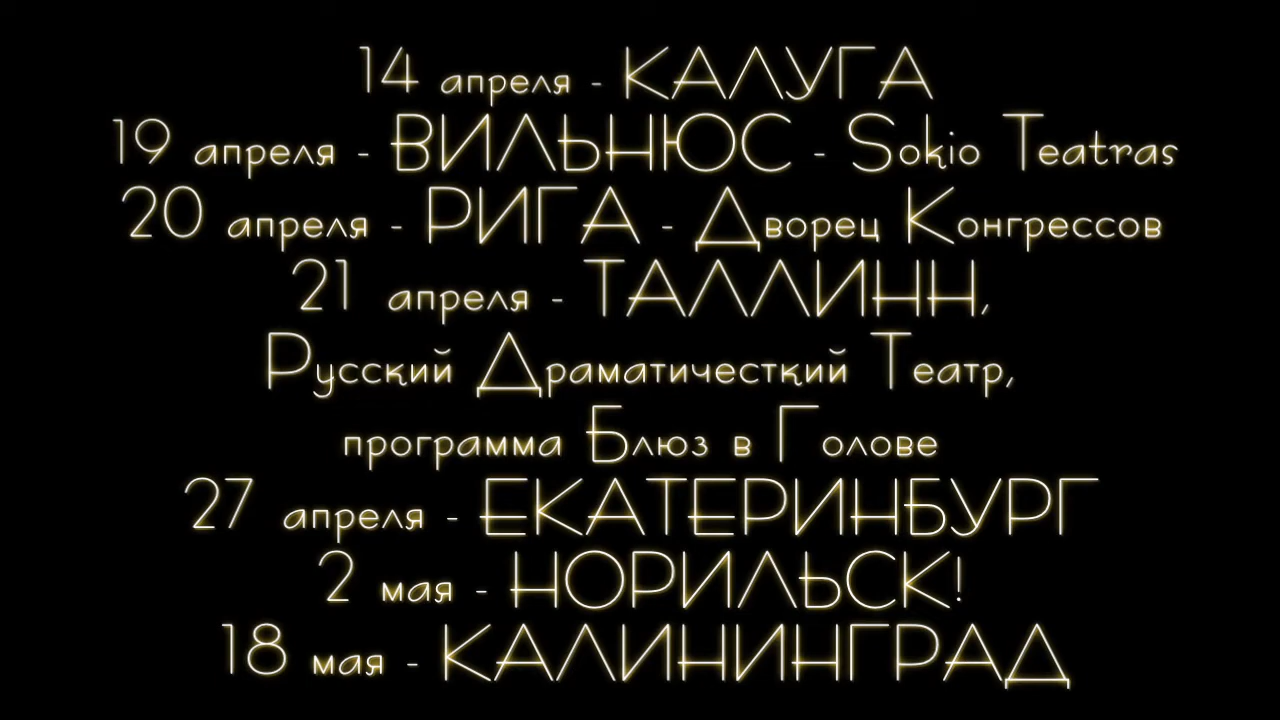 14 апреля - КАЛУГА
19 апреля - ВИЛЬНЮС - Sokio Teatras
20 апреля - РИГА - Дворец Конгрессов
21 апреля - ТАЛЛИНН,
Русский Драматичесткий Театр,
программа Блюз в Голове
27 апреля - ЕКАТЕРИНБУРГ
2 мая - НОРИЛЬСК!
18 мая - КАЛИНИНГРАД